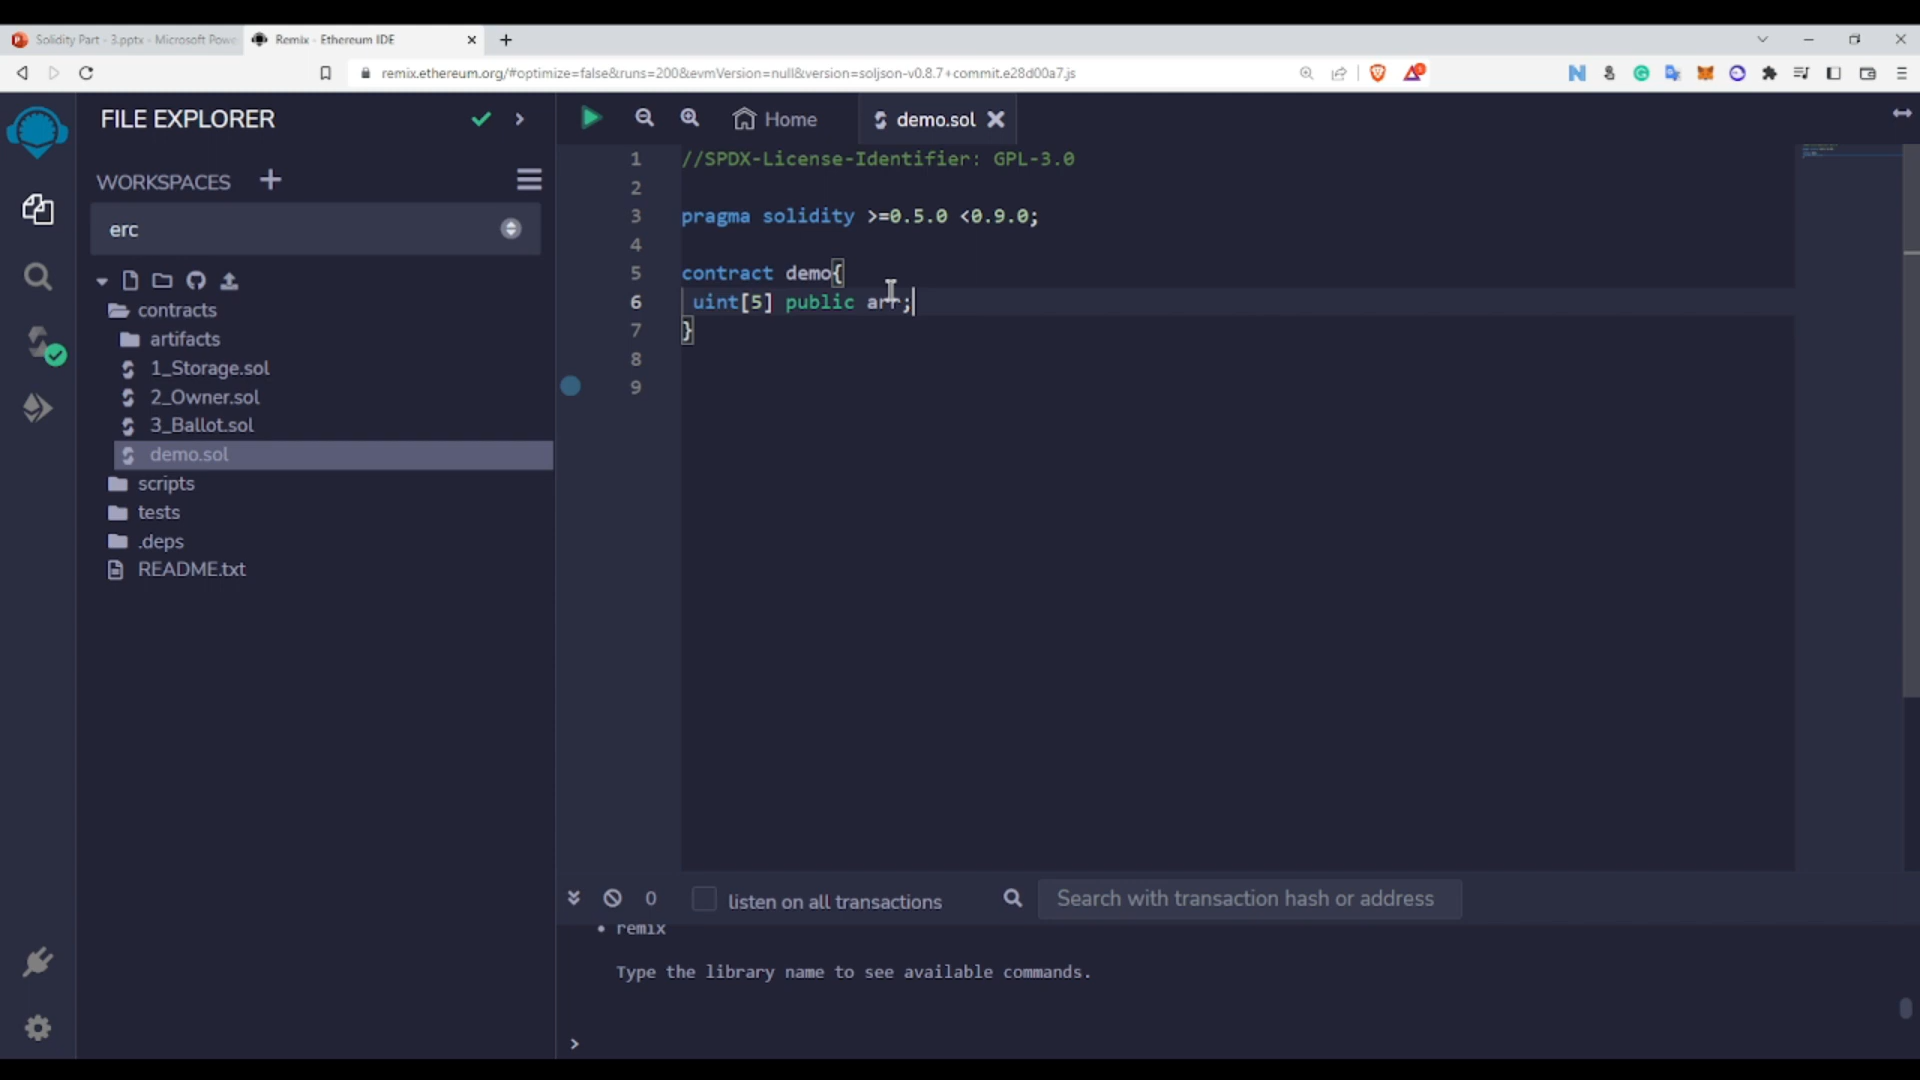 Solidity Part - 3.pptx - Microsoft Powe
Remix - Ethereum IDE
remix.ethereum.org/#optimize=false&runs=200&evmVersion=null&version=soljson-v0.8.7+commit.e28d00a7.js
FILE EXPLORER
WORKSPACES
erc
contracts
artifacts
1_Storage.sol
2_Owner.sol
3_Ballot.sol
demo.sol
scripts
tests
.deps
README.txt
Home
demo.sol
1 //SPDX-License-Identifier: GPL-3.0
2
3 pragma solidity >=0.5.0 <0.9.0;
4
5 contract demo{
6 uint[5] public arr;
7 }
8
9
0
listen on all transactions
Search with transaction hash or address
• remix
Type the library name to see available commands.
>